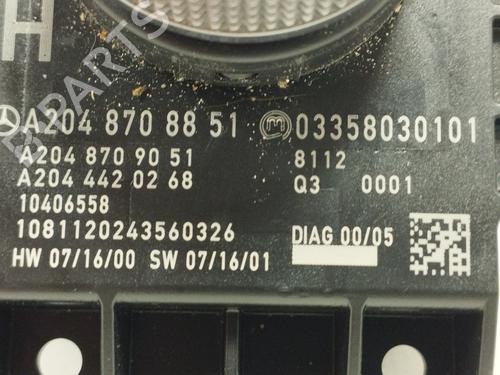 H
A204 870 88 51 03358030101
A204 870 90 51 8112
A204 442 02 68 Q3 0001
10406558
1081120243560326 DIAG 00/05
HW 07/16/00 SW 07/16/01